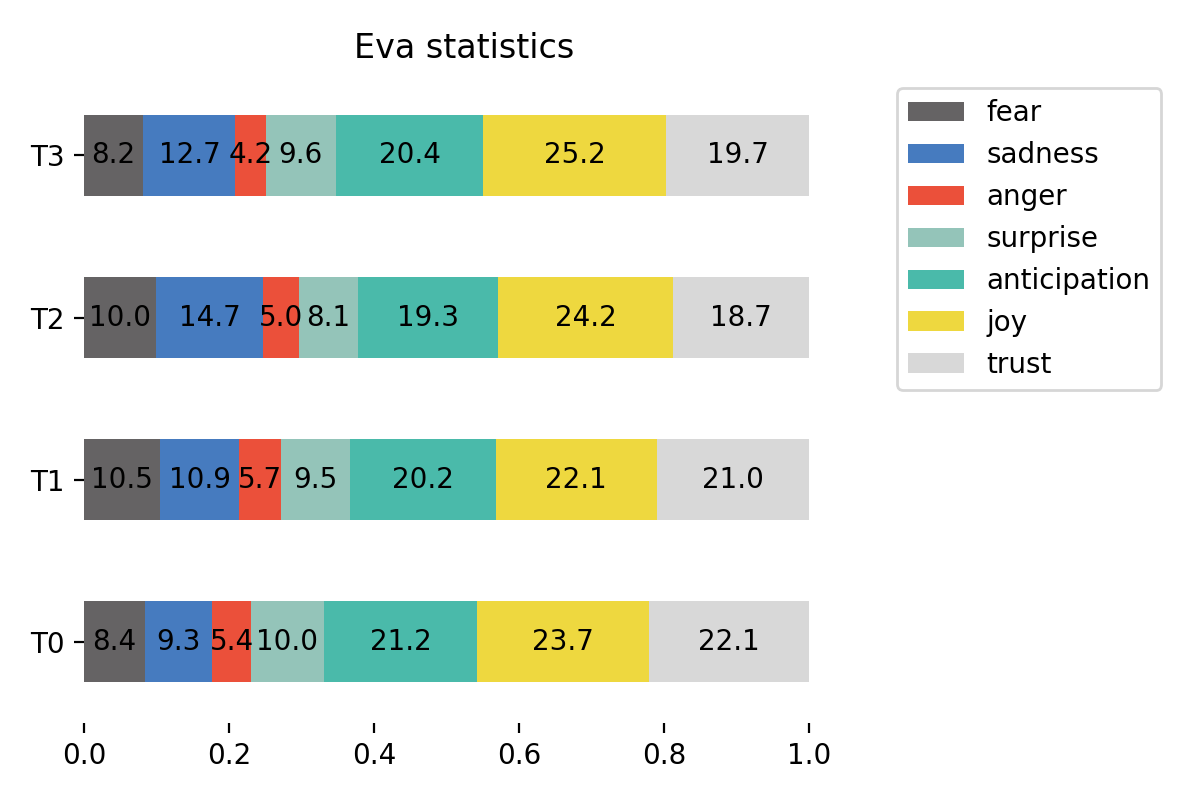 Eva statistics
T3 8.2 12.7 4.2 9.6 20.4 25.2 19.7
T2 10.0 14.7 5.0 8.1 19.3 24.2 18.7
T1 10.5 10.9 5.7 9.5 20.2 22.1 21.0
T0 8.4 9.3 5.4 10.0 21.2 23.7 22.1
0.0 0.2 0.4 0.6 0.8 1.0
fear
sadness
anger
surprise
anticipation
joy
trust